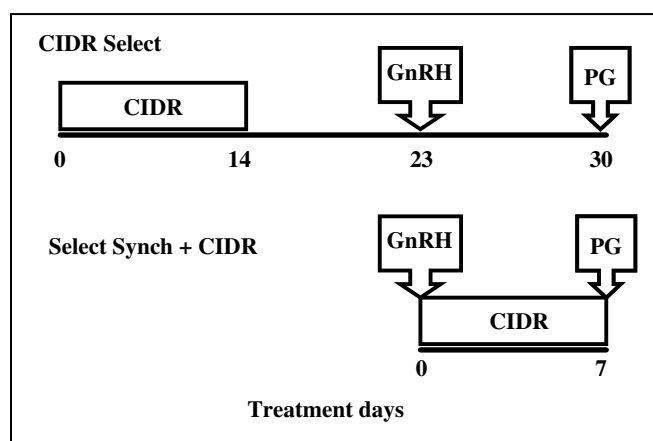 CIDR Select
GnRH
PG
CIDR
0
14
23
30
Select Synch + CIDR
GnRH
PG
CIDR
0
7
Treatment days